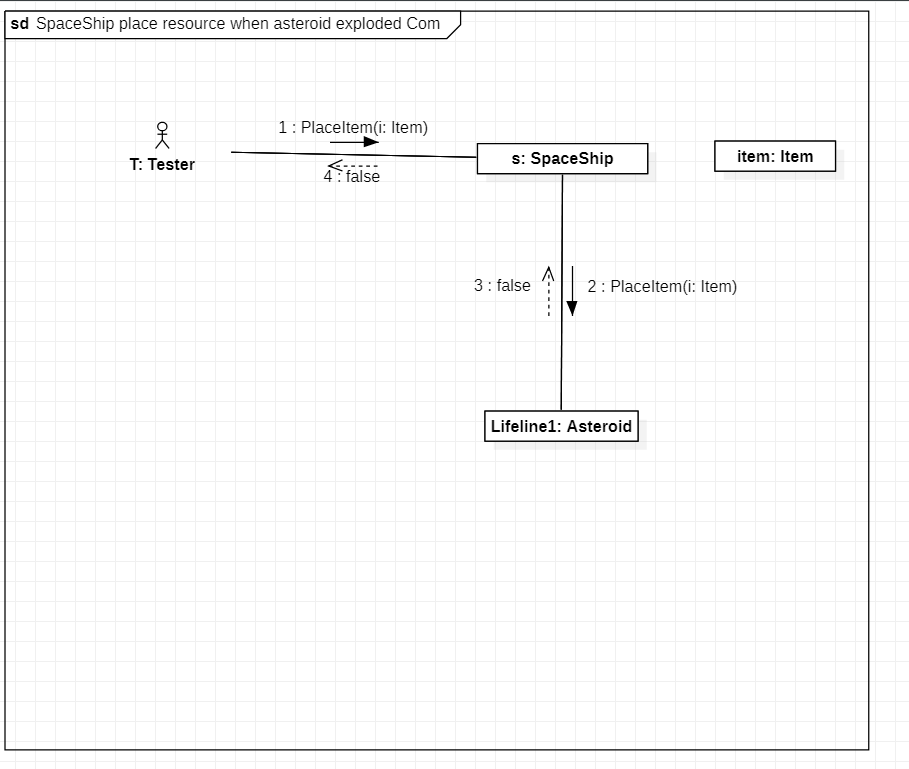 sd SpaceShip place resource when asteroid exploded Com
1 : PlaceItem(i: Item)
T: Tester
s: SpaceShip
item: Item
4 : false
3 : false
2 : PlaceItem(i: Item)
Lifeline1: Asteroid